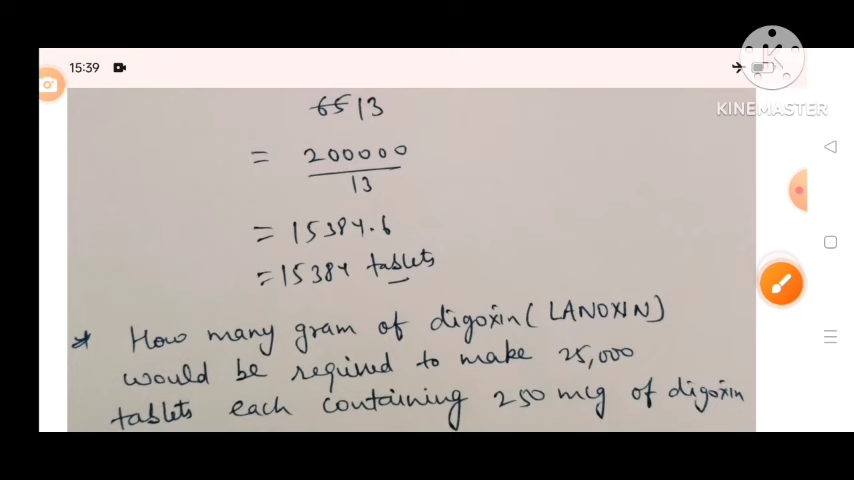 15:39
KINEMASTER
65 13
= 200000
13
= 15384.6
= 15384 tablets
* How many gram of digoxin (LANOXIN)
would be required to make 25,000
tablets each containing 250 mcg of digoxin